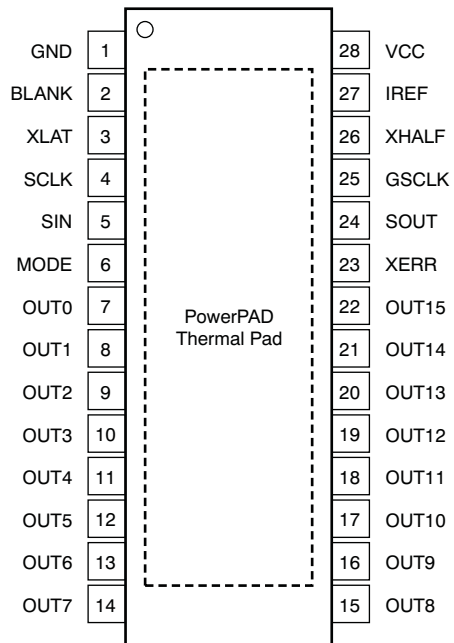 GND 1 28 VCC
BLANK 2 27 IREF
XLAT 3 26 XHALF
SCLK 4 25 GSCLK
SIN 5 24 SOUT
MODE 6 23 XERR
OUT0 7 22 OUT15
OUT1 8 21 OUT14
OUT2 9 20 OUT13
OUT3 10 19 OUT12
OUT4 11 18 OUT11
OUT5 12 17 OUT10
OUT6 13 16 OUT9
OUT7 14 15 OUT8
PowerPAD
Thermal Pad